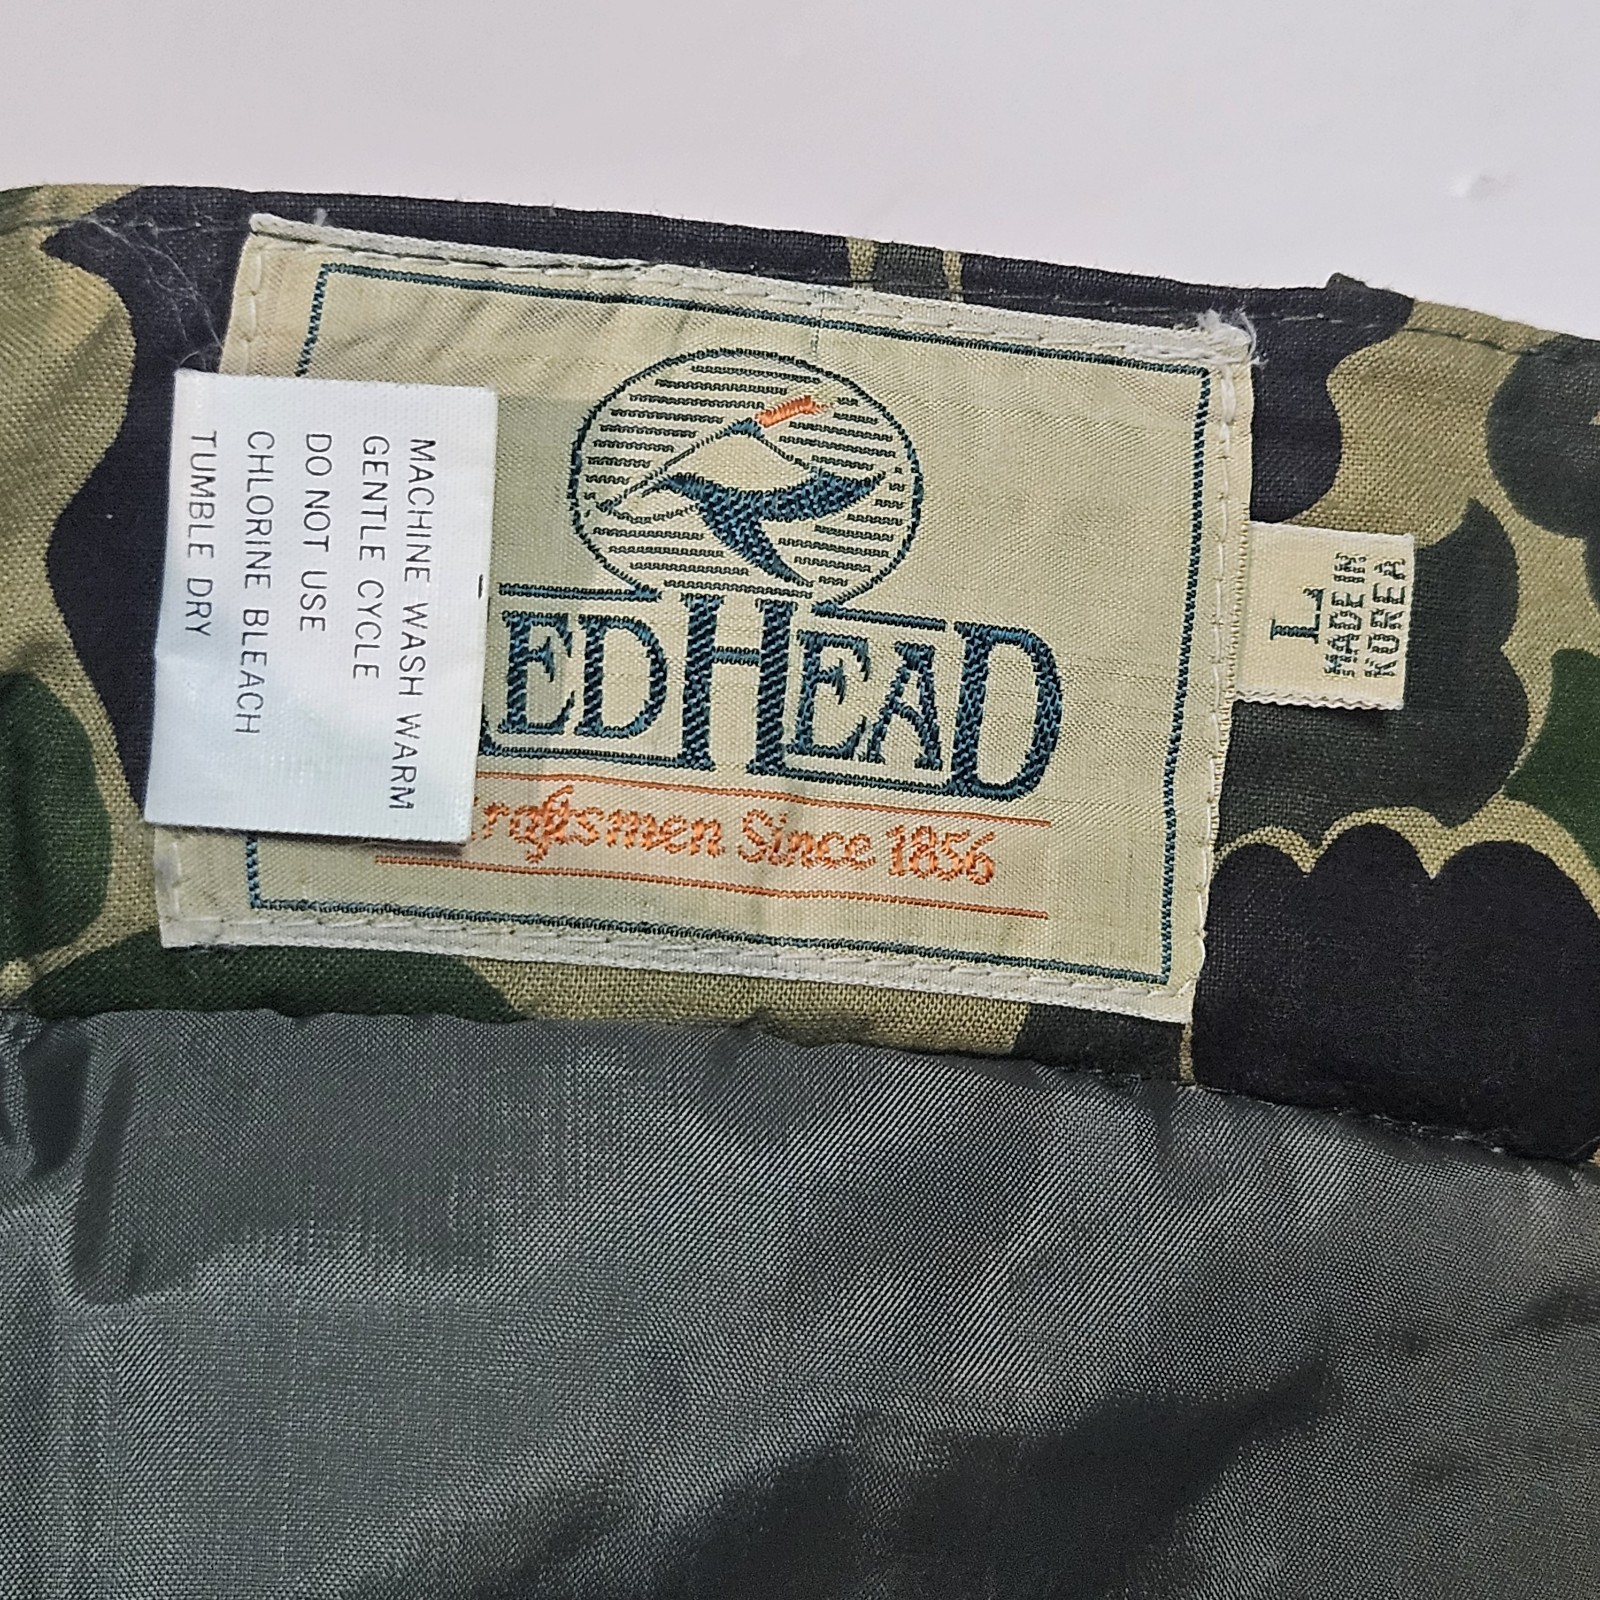 MACHINE WASH WARM
GENTLE CYCLE
DO NOT USE
CHLORINE BLEACH
TUMBLE DRY
EDHEAD
raftsmen Since 1856
L
MADE IN
KOREA